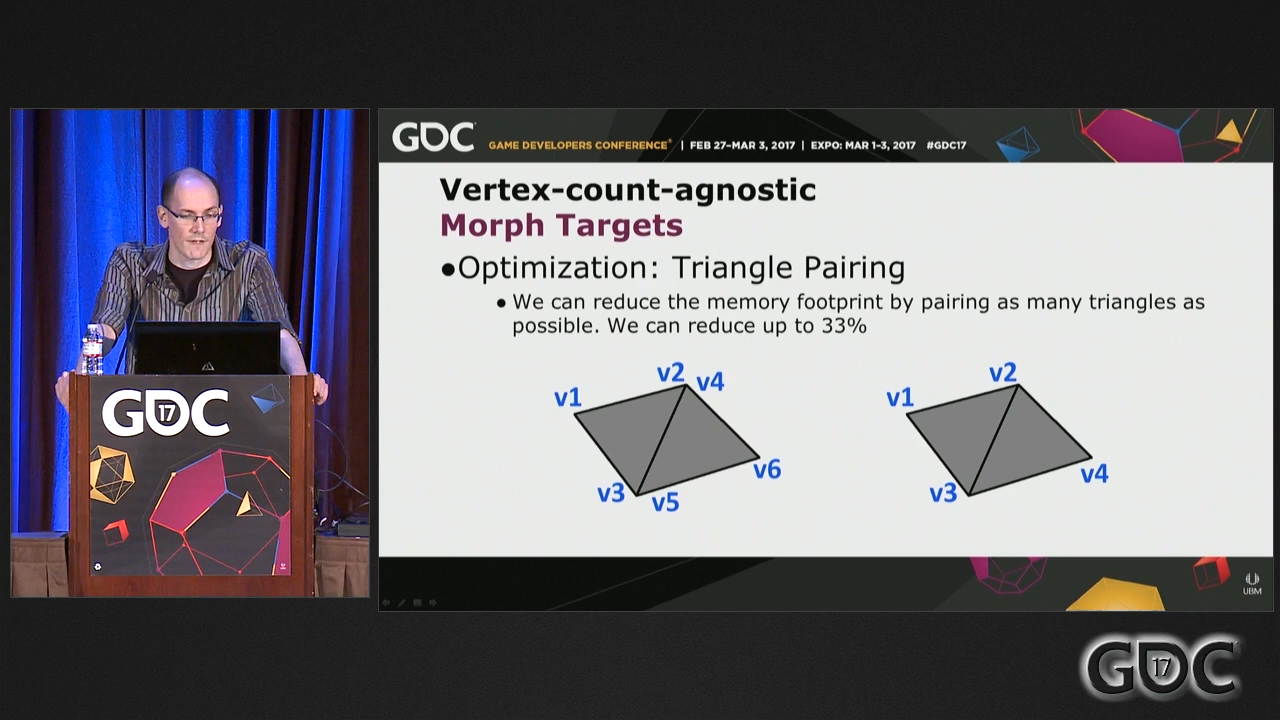 GDC
GAME DEVELOPERS CONFERENCE® | FEB 27–MAR 3, 2017 | EXPO: MAR 1–3, 2017 #GDC17
Vertex-count-agnostic
Morph Targets
●Optimization: Triangle Pairing
● We can reduce the memory footprint by pairing as many triangles as
possible. We can reduce up to 33%
v1
v2
v4
v3
v5
v6
v1
v2
v3
v4
UBM
GDC
17
GDC
17